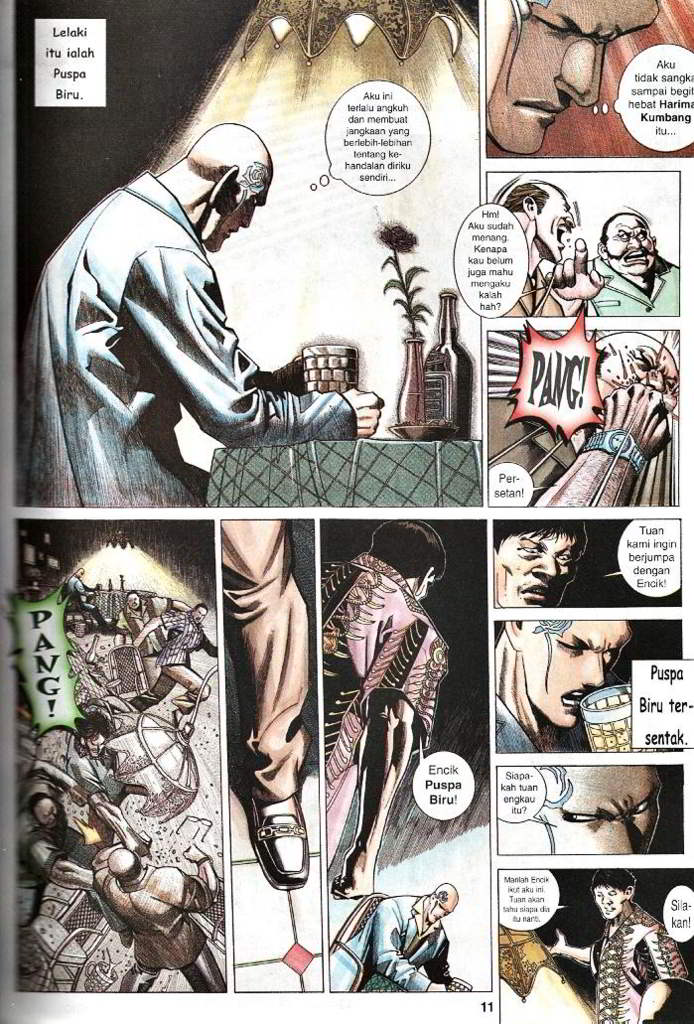 Lelaki
itu ialah
Puspa
Biru.
Aku ini
terlalu angkuh
dan membuat
jangkaan yang
berlebih-lebihan
tentang ke-
handalan diriku
sendiri...
Aku
tidak sangka
sampai begit
hebat Harima
Kumbang
itu...
Hm!
Aku sudah
menang.
Kenapa
kau belum
juga mahu
mengaku
kalah
hah?
PANG!
Per-
setan!
PANG!
Encik
Puspa
Biru!
Tuan
kami ingin
berjumpa
dengan
Encik!
Puspa
Biru ter-
sentak.
Siapa-
kah tuan
engkau
itu?
Marilah Encik
ikut aku ini.
Tuan akan
tahu siapa dia
itu nanti.
Sila-
kan!
11